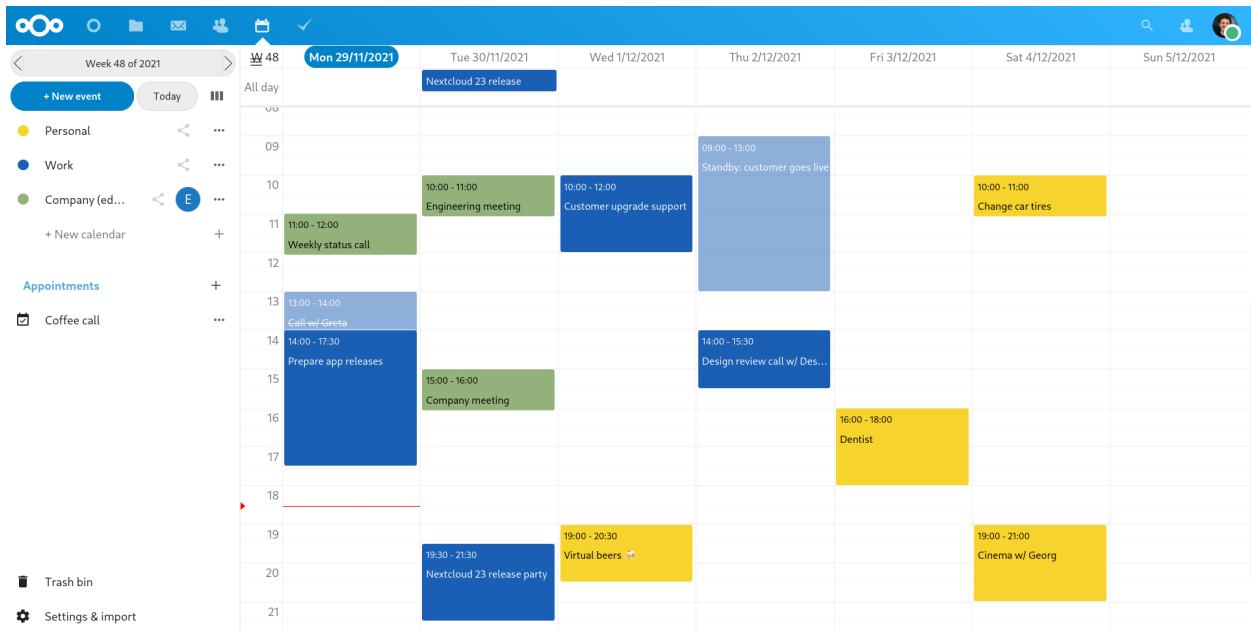 Week 48 of 2021
+ New event
Today
Personal
Work
Company (ed...
E
+ New calendar
Appointments
Coffee call
Trash bin
Settings & import
W 48
Mon 29/11/2021
Tue 30/11/2021
Wed 1/12/2021
Thu 2/12/2021
Fri 3/12/2021
Sat 4/12/2021
Sun 5/12/2021
All day
Nextcloud 23 release
08
09
10
11
12
13
14
15
16
17
18
19
20
21
11:00 - 12:00
Weekly status call
13:00 - 14:00
Call w/ Greta
14:00 - 17:30
Prepare app releases
10:00 - 11:00
Engineering meeting
15:00 - 16:00
Company meeting
19:30 - 21:30
Nextcloud 23 release party
10:00 - 12:00
Customer upgrade support
19:00 - 20:30
Virtual beers 🍻
09:00 - 13:00
Standby: customer goes live
14:00 - 15:30
Design review call w/ Des...
16:00 - 18:00
Dentist
10:00 - 11:00
Change car tires
19:00 - 21:00
Cinema w/ Georg